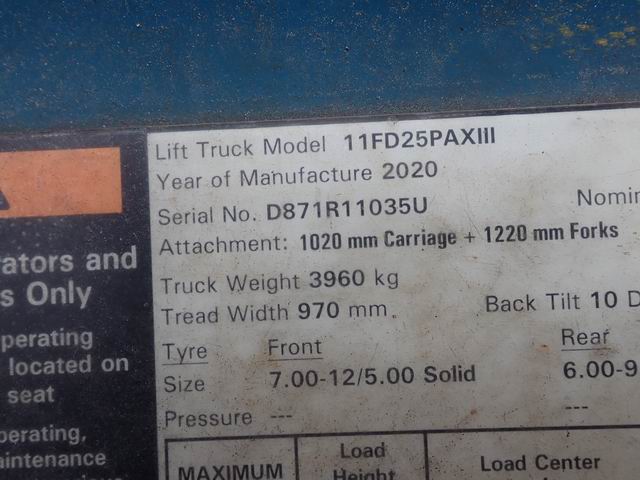 Lift Truck Model 11FD25PAXIII
Year of Manufacture 2020
Serial No. D871R11035U
Nomin
Attachment: 1020 mm Carriage + 1220 mm Forks
Truck Weight 3960 kg
Tread Width 970 mm.
Back Tilt 10 D
Tyre Front Rear
Size 7.00-12/5.00 Solid 6.00-9
Pressure --- ---
MAXIMUM
Load
Height
Load Center
rators and
s Only
perating
located on
seat
perating,
aintenance